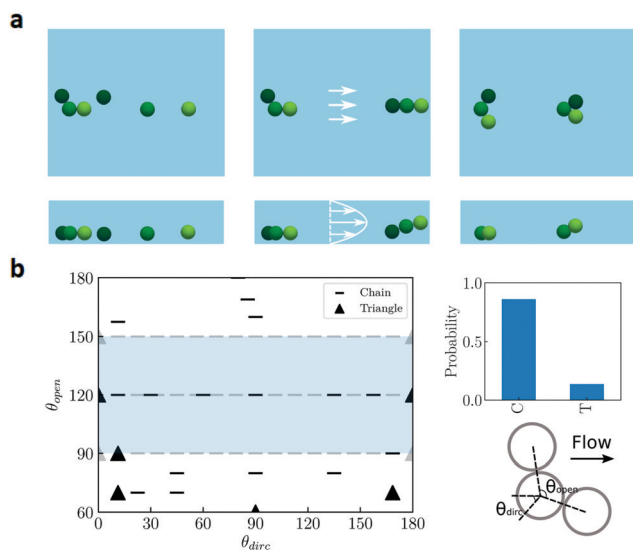 a
b
180
150
120
90
60
θopen
0
30
60
90
120
150
180
θdirc
Chain
Triangle
1.0
0.5
0.0
Probability
C
T
Flow
θopen
θdirc